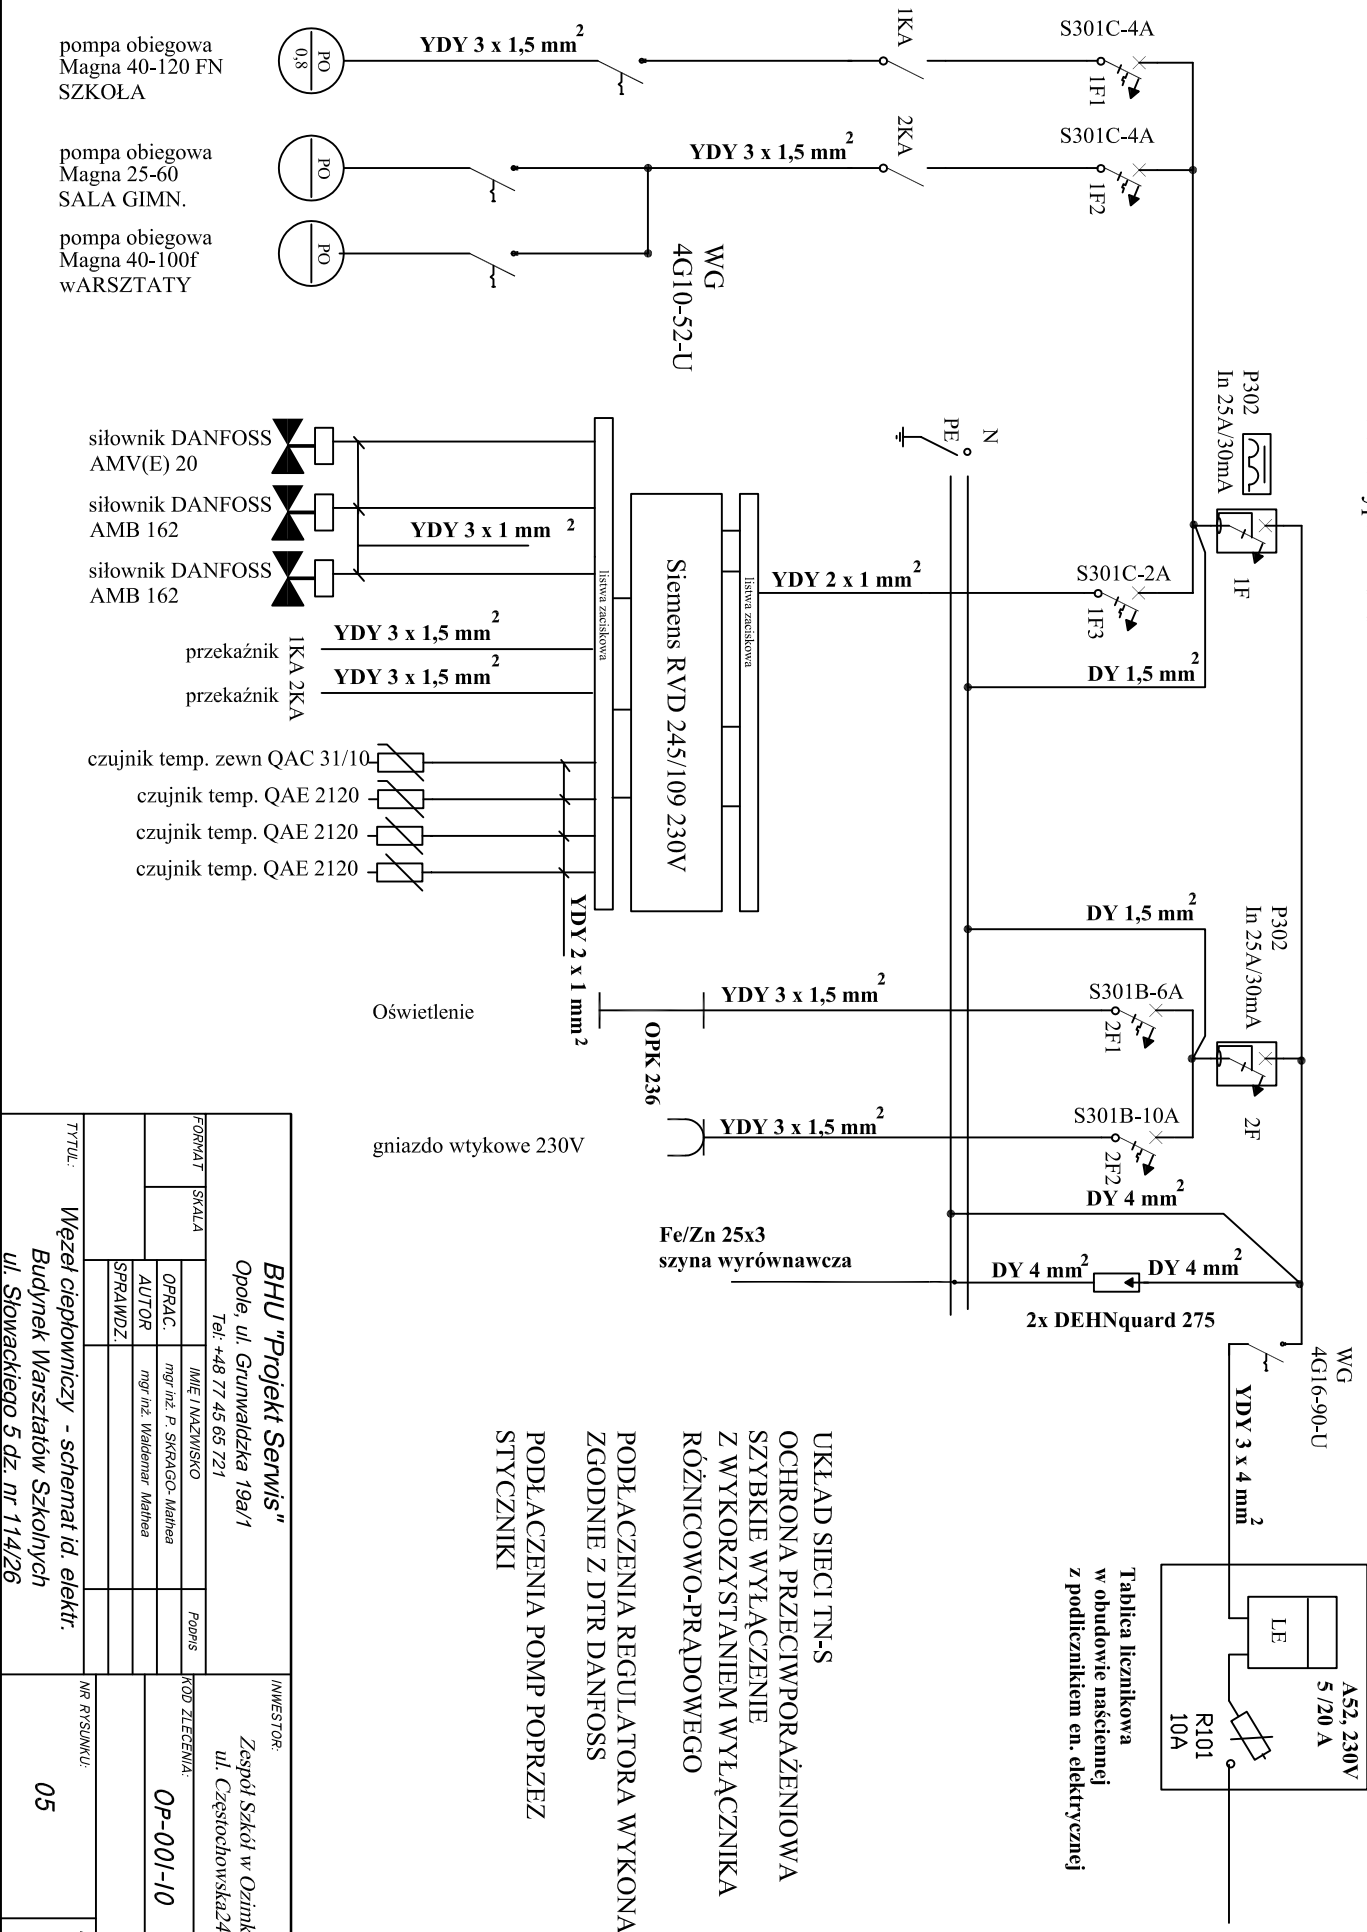 pompa obiegowa
Magna 40-120 FN
SZKOŁA
PO
0,8
YDY 3 x 1,5 mm²
1KA
S301C-4A
1F1
pompa obiegowa
Magna 25-60
SALA GIMN.
PO
YDY 3 x 1,5 mm²
2KA
S301C-4A
1F2
pompa obiegowa
Magna 40-100f
wARSZTATY
PO
WG
4G10-52-U
P302
In 25A/30mA
1F
N
PE
siłownik DANFOSS
AMV(E) 20
siłownik DANFOSS
AMB 162
siłownik DANFOSS
AMB 162
YDY 3 x 1 mm²
listwa zaciskowa
Siemens RVD 245/109 230V
listwa zaciskowa
YDY 2 x 1 mm²
S301C-2A
1F3
DY 1,5 mm²
przekaźnik
1KA
YDY 3 x 1,5 mm²
przekaźnik
2KA
YDY 3 x 1,5 mm²
czujnik temp. zewn QAC 31/10
czujnik temp. QAE 2120
czujnik temp. QAE 2120
czujnik temp. QAE 2120
YDY 2 x 1 mm²
DY 1,5 mm²
P302
In 25A/30mA
2F
Oświetlenie
OPK 236
YDY 3 x 1,5 mm²
S301B-6A
2F1
gniazdo wtykowe 230V
YDY 3 x 1,5 mm²
S301B-10A
2F2
DY 4 mm²
Fe/Zn 25x3
szyna wyrównawcza
DY 4 mm²
DY 4 mm²
2x DEHNquard 275
WG
4G16-90-U
YDY 3 x 4 mm²
LE
A52, 230V
5 /20 A
R101
10A
Tablica licznikowa
w obudowie naściennej
z podlicznikiem en. elektrycznej
UKŁAD SIECI TN-S
OCHRONA PRZECIWPORAŻENIOWA
SZYBKIE WYŁĄCZENIE
Z WYKORZYSTANIEM WYŁĄCZNIKA
RÓŻNICOWO-PRĄDOWEGO
PODŁACZENIA REGULATORA WYKONA
ZGODNIE Z DTR DANFOSS
PODŁACZENIA POMP POPRZEZ
STYCZNIKI
BHU "Projekt Serwis"
Opole, ul. Grunwaldzka 19a/1
Tel: +48 77 45 65 721
FORMAT
SKALA
IMIĘ I NAZWISKO
PODPIS
OPRAC.
mgr inż. P. SKRAGO-Mathea
AUTOR
mgr inż. Waldemar Mathea
SPRAWDZ.
TYTUŁ:
Węzeł ciepłowniczy - schemat id. elektr.
Budynek Warsztatów Szkolnych
ul. Słowackiego 5 dz. nr 114/26
INWESTOR:
Zespół Szkół w Ozimk
ul. Częstochowska24
KOD ZLECENIA:
OP-001-10
NR RYSUNKU:
05